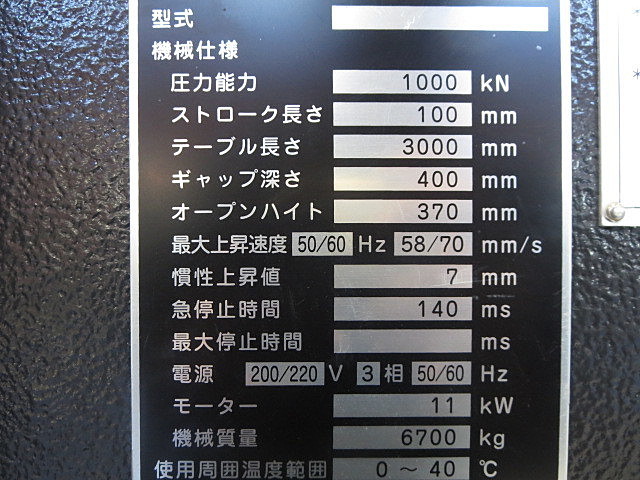 型式
機械仕様
圧力能力 1000 kN
ストローク長さ 100 mm
テーブル長さ 3000 mm
ギャップ深さ 400 mm
オープンハイト 370 mm
最大上昇速度 50/60 Hz 58/70 mm/s
慣性上昇値 7 mm
急停止時間 140 ms
最大停止時間 ms
電源 200/220 V 3 相 50/60 Hz
モーター 11 kW
機械質量 6700 kg
使用周囲温度範囲 0 ～ 40 ℃
*